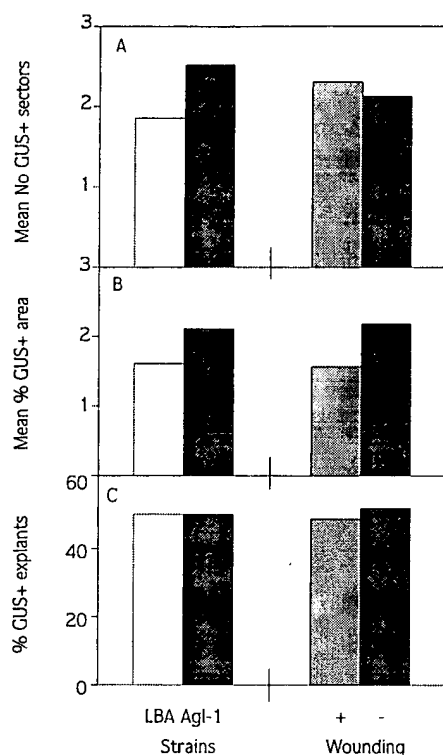 3
A
Mean No GUS+ sectors
2
1
3
B
Mean % GUS+ area
2
1
60
C
% GUS+ explants
40
20
0
LBA Agl-1 + -
Strains Wounding